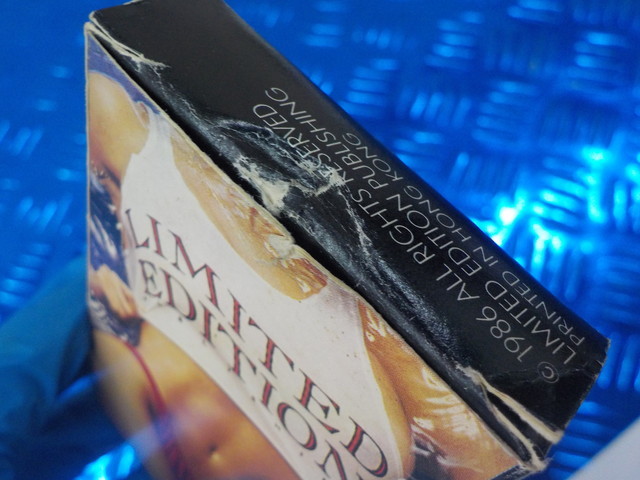 © 1986 ALL RIGHTS RESERVED
LIMITED EDITION PUBLISHING
PRINTED IN HONG KONG
LIMITED
EDITION